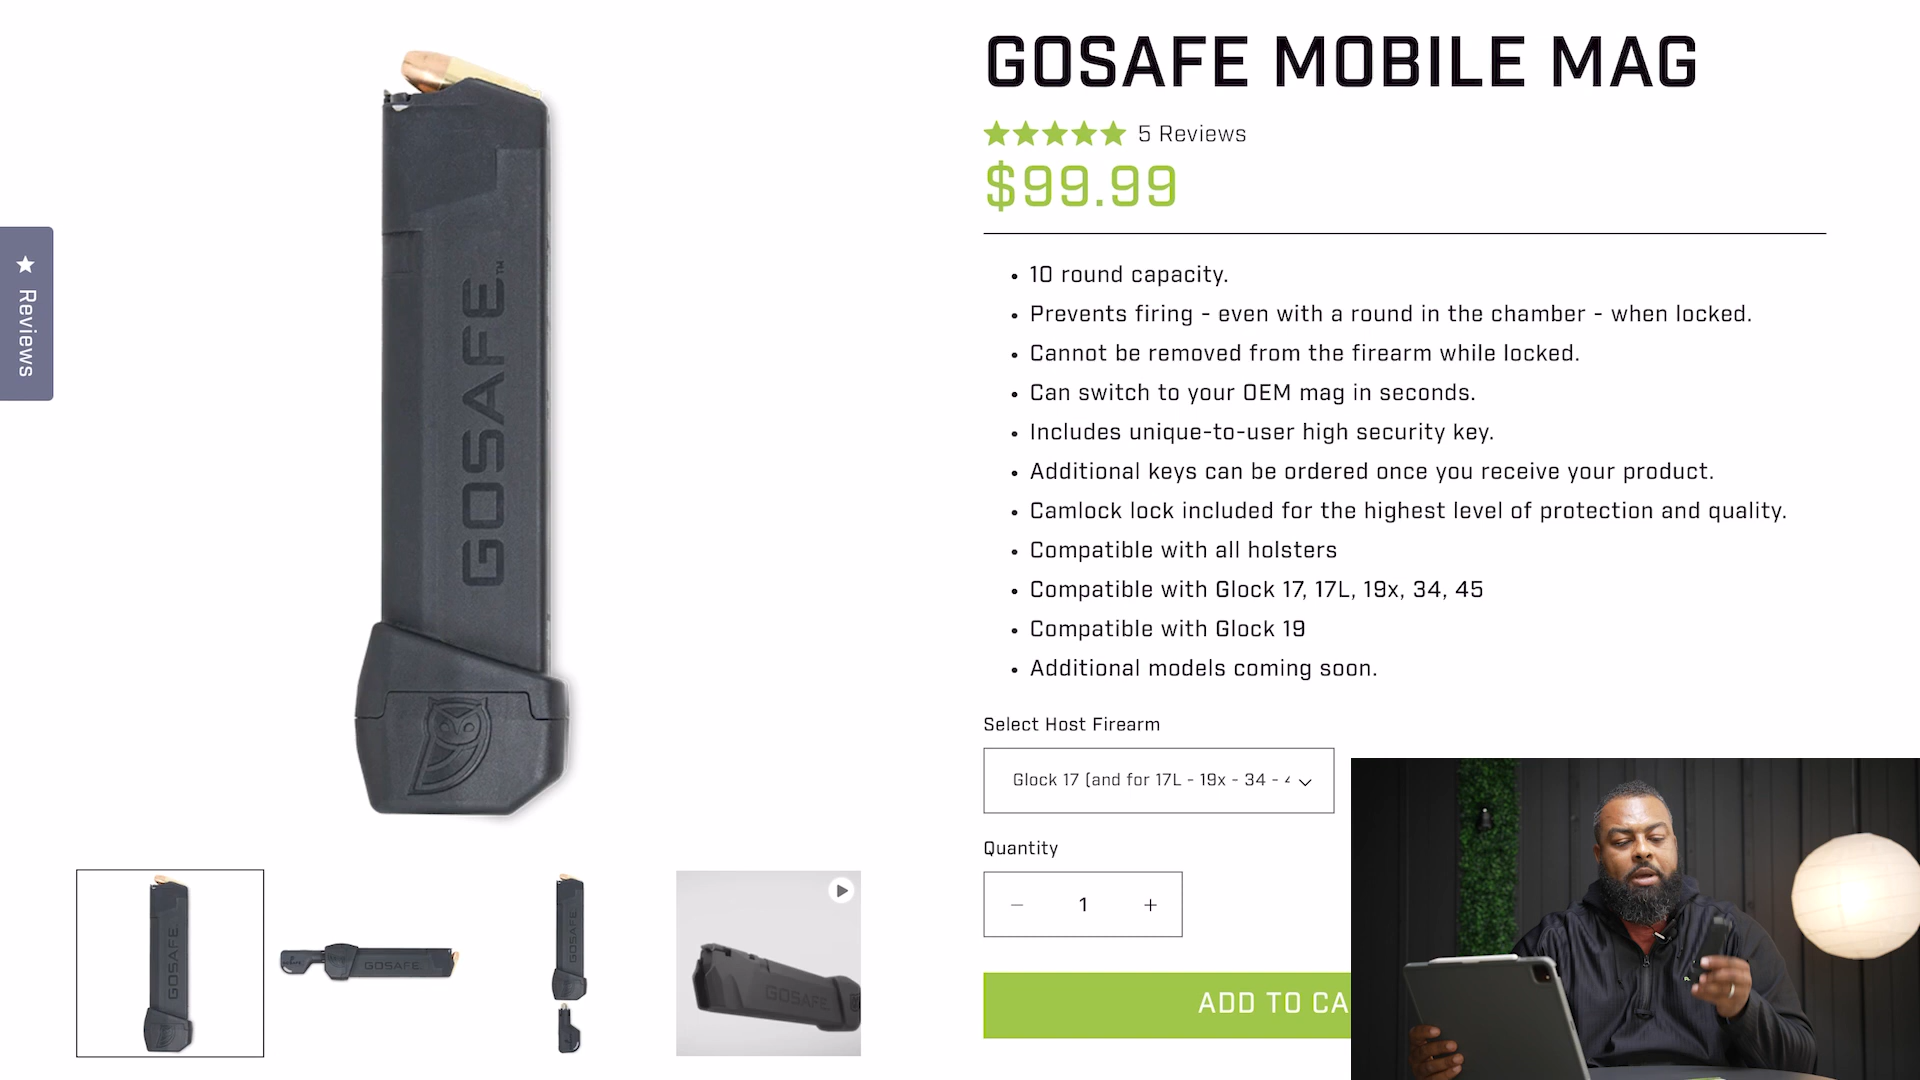 GOSAFE MOBILE MAG
5 Reviews
$99.99
10 round capacity.
Prevents firing - even with a round in the chamber - when locked.
Cannot be removed from the firearm while locked.
Can switch to your OEM mag in seconds.
Includes unique-to-user high security key.
Additional keys can be ordered once you receive your product.
Camlock lock included for the highest level of protection and quality.
Compatible with all holsters
Compatible with Glock 17, 17L, 19x, 34, 45
Compatible with Glock 19
Additional models coming soon.
Select Host Firearm
Glock 17 (and for 17L - 19x - 34 -
Quantity
− 1 +
ADD TO CA
Reviews
GOSAFE™
GOSAFE
GOSAFE
GOSAFE
GOSAFE